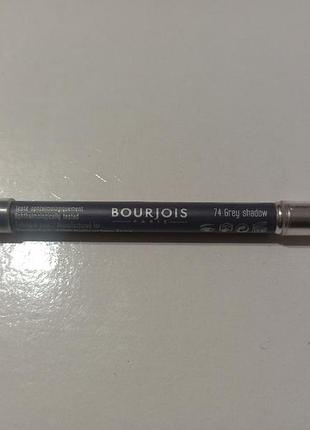 Testé ophtalmologiquement
Ophthalmologically tested
BOURJOIS
PARIS
74 Grey shadow